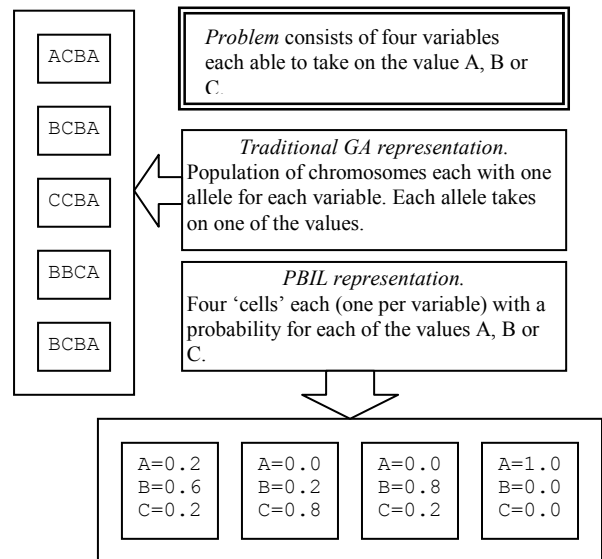 ACBA
BCBA
CCBA
BBCA
BCBA
Problem consists of four variables
each able to take on the value A, B or
C.
Traditional GA representation.
Population of chromosomes each with one
allele for each variable. Each allele takes
on one of the values.
PBIL representation.
Four ‘cells’ each (one per variable) with a
probability for each of the values A, B or
C.
A=0.2
B=0.6
C=0.2
A=0.0
B=0.2
C=0.8
A=0.0
B=0.8
C=0.2
A=1.0
B=0.0
C=0.0